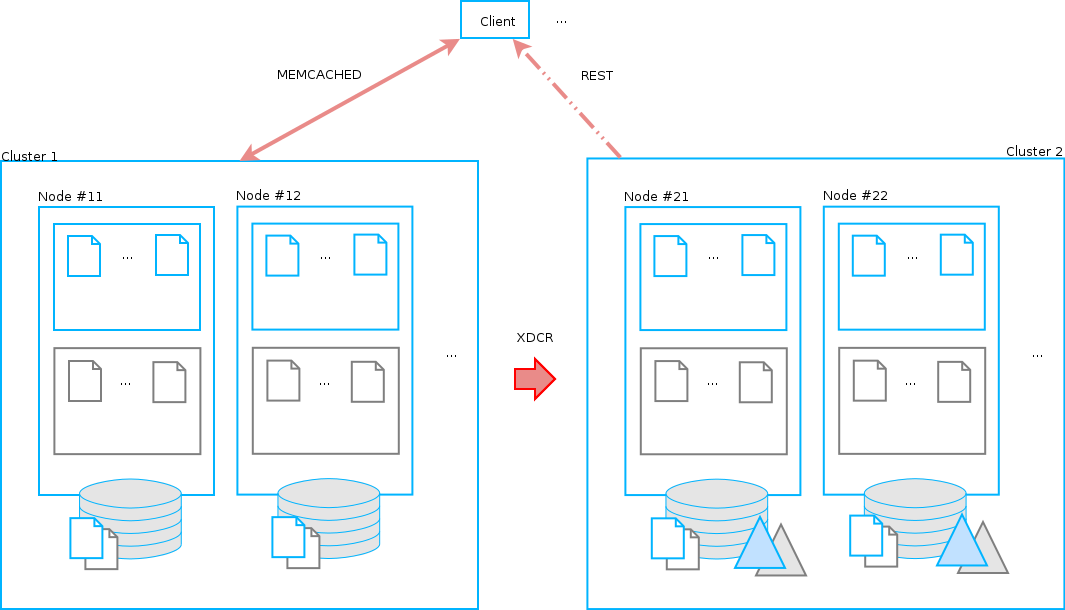 Client ...
MEMCACHED
REST
Cluster 1
Cluster 2
Node #11
Node #12
Node #21
Node #22
... ... ... ...
XDCR
... ...
... ... ... ...